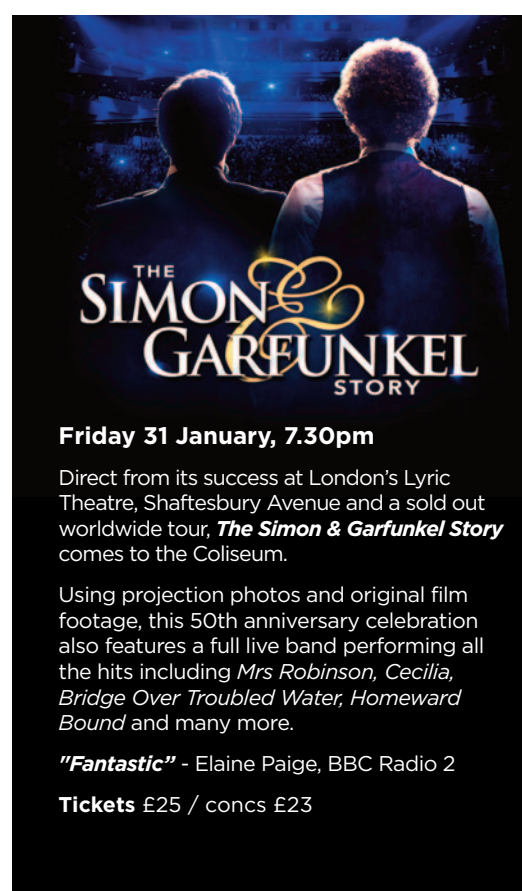 THE
SIMON &
GARFUNKEL
STORY
Friday 31 January, 7.30pm
Direct from its success at London’s Lyric
Theatre, Shaftesbury Avenue and a sold out
worldwide tour, The Simon & Garfunkel Story
comes to the Coliseum.
Using projection photos and original film
footage, this 50th anniversary celebration
also features a full live band performing all
the hits including Mrs Robinson, Cecilia,
Bridge Over Troubled Water, Homeward
Bound and many more.
"Fantastic” - Elaine Paige, BBC Radio 2
Tickets £25 / concs £23